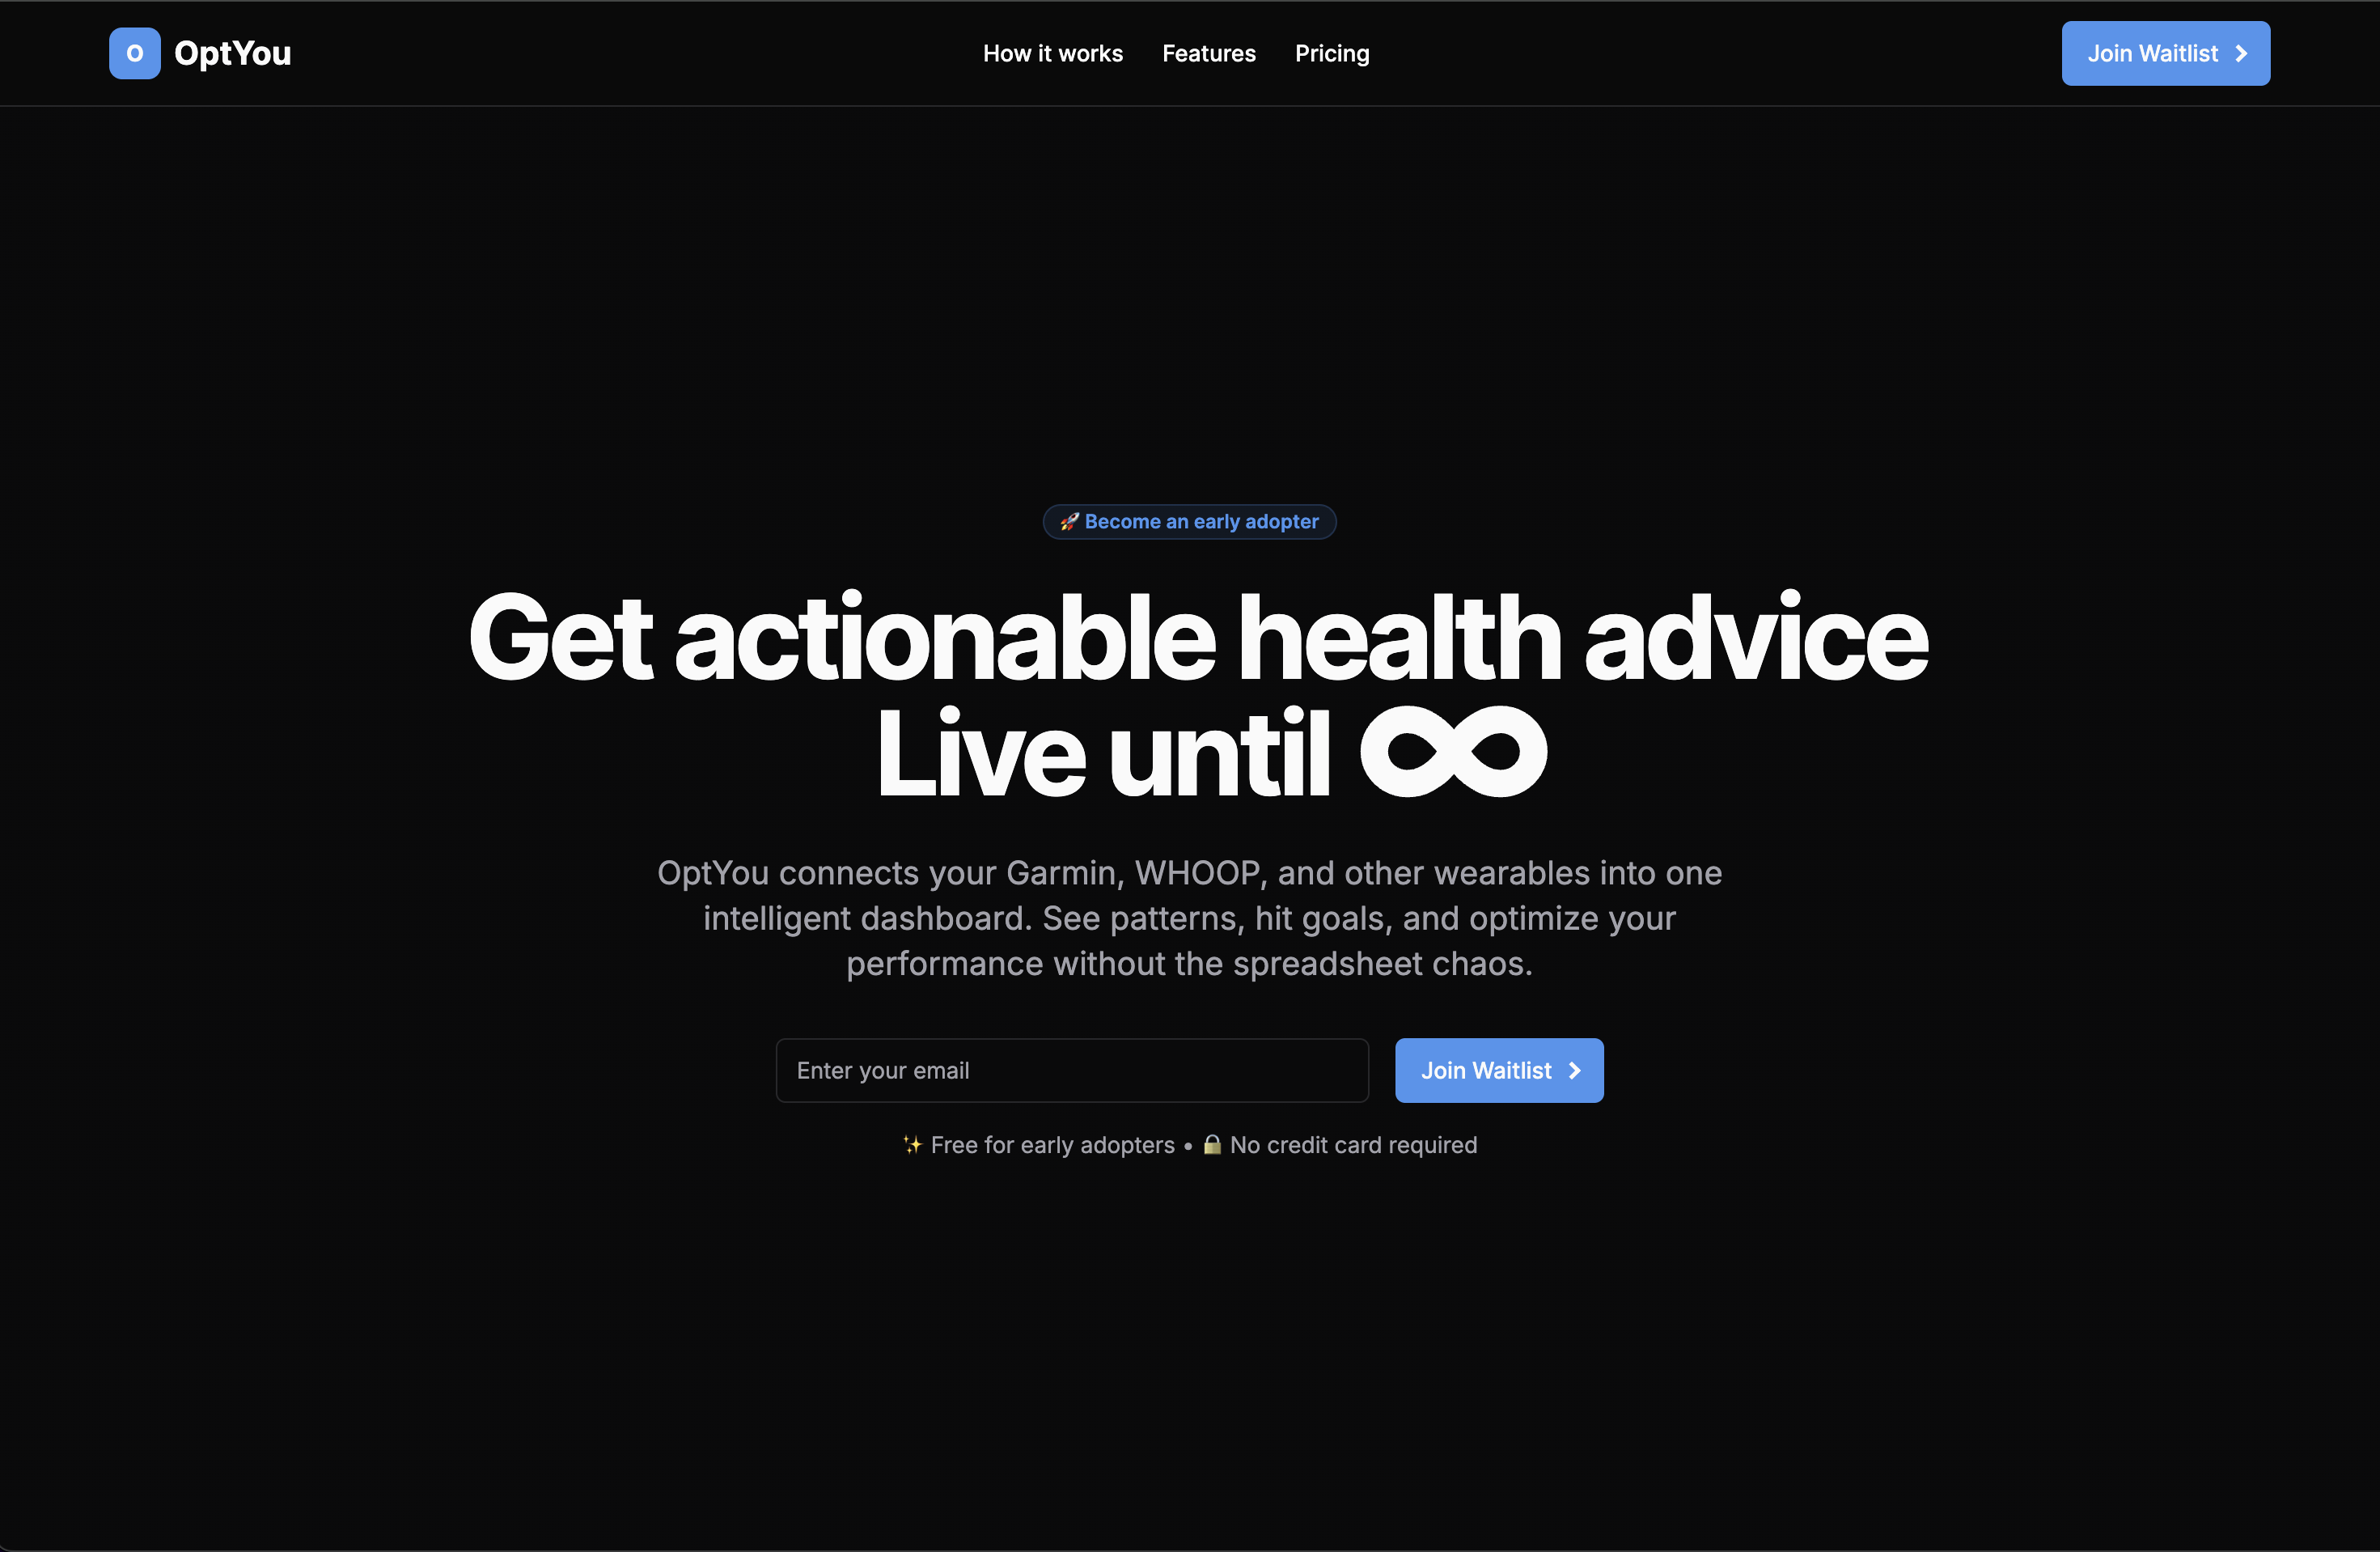 O OptYou
How it works Features Pricing
Join Waitlist
🚀 Become an early adopter
Get actionable health advice
Live until ∞
OptYou connects your Garmin, WHOOP, and other wearables into one
intelligent dashboard. See patterns, hit goals, and optimize your
performance without the spreadsheet chaos.
Enter your email
Join Waitlist
✨ Free for early adopters • 🔒 No credit card required